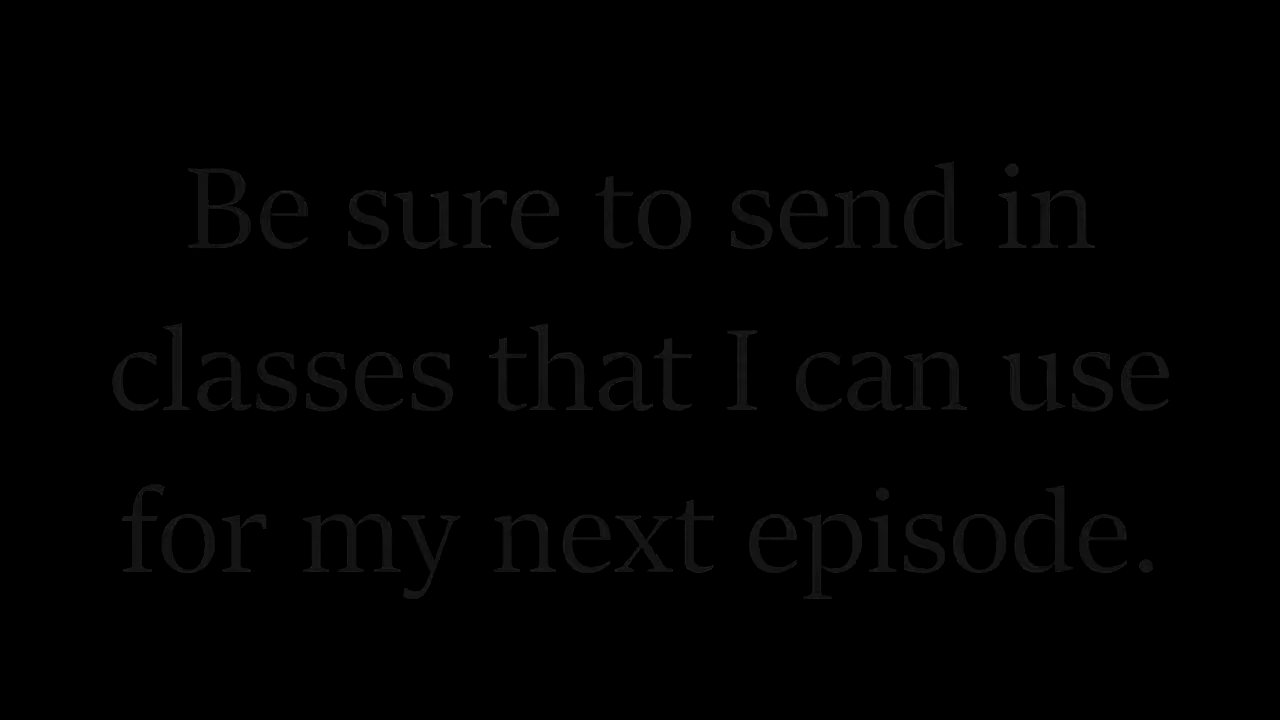 Be sure to send in
classes that I can use
for my next episode.